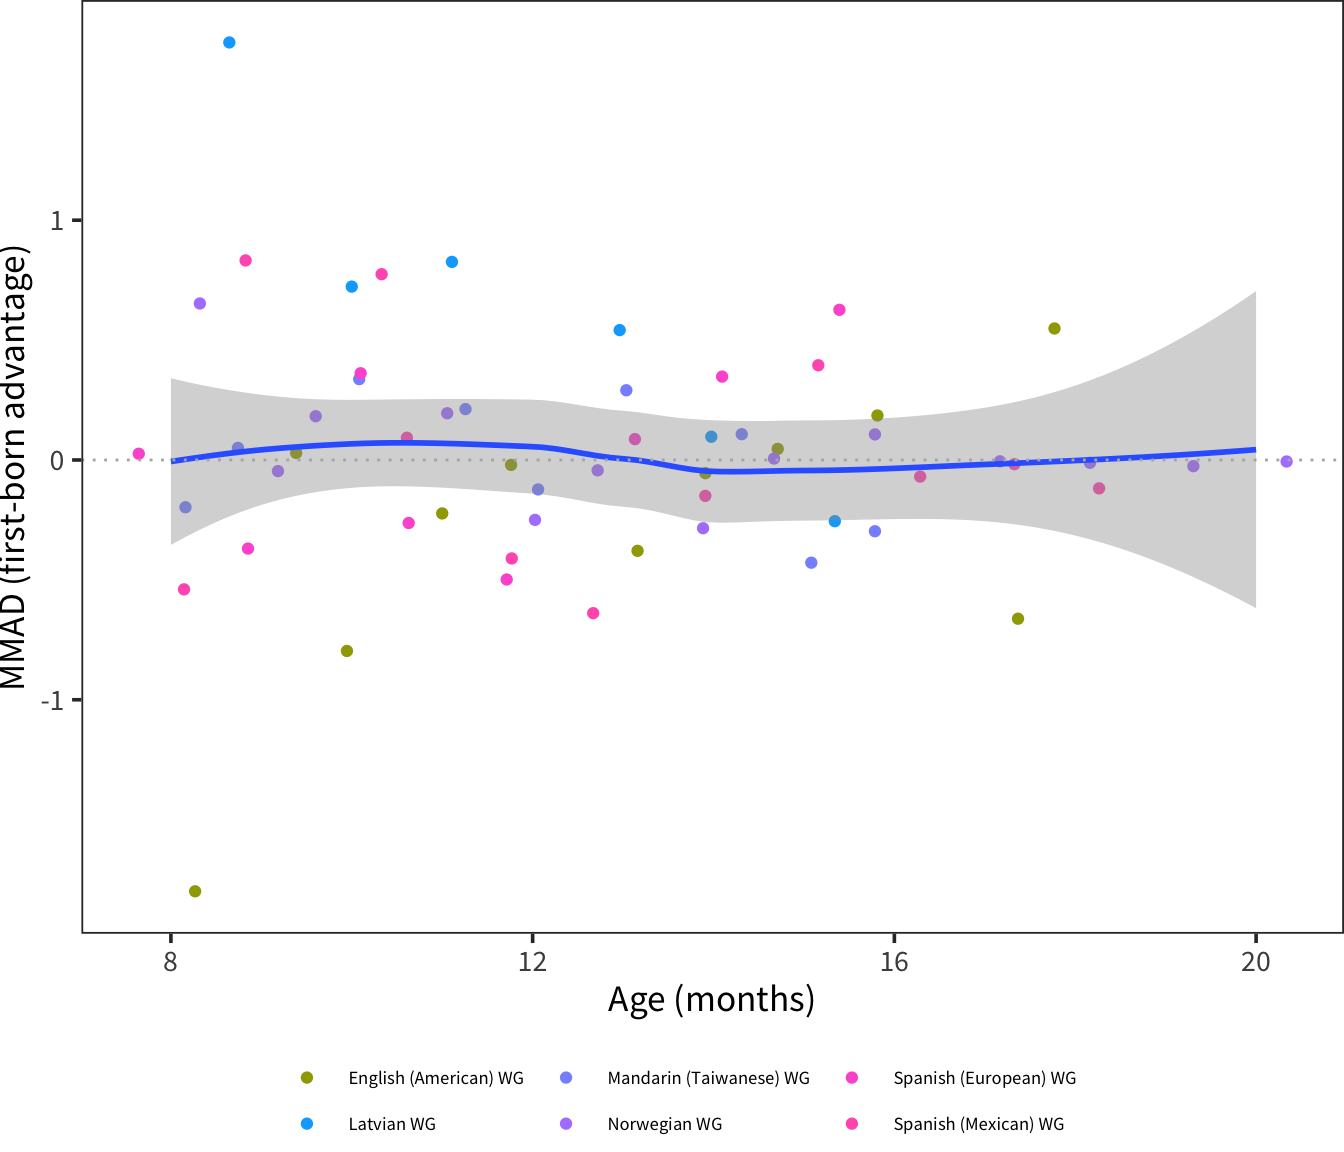 MMAD (first-born advantage)
1
0
-1
8 12 16 20
Age (months)
English (American) WG Mandarin (Taiwanese) WG Spanish (European) WG
Latvian WG Norwegian WG Spanish (Mexican) WG